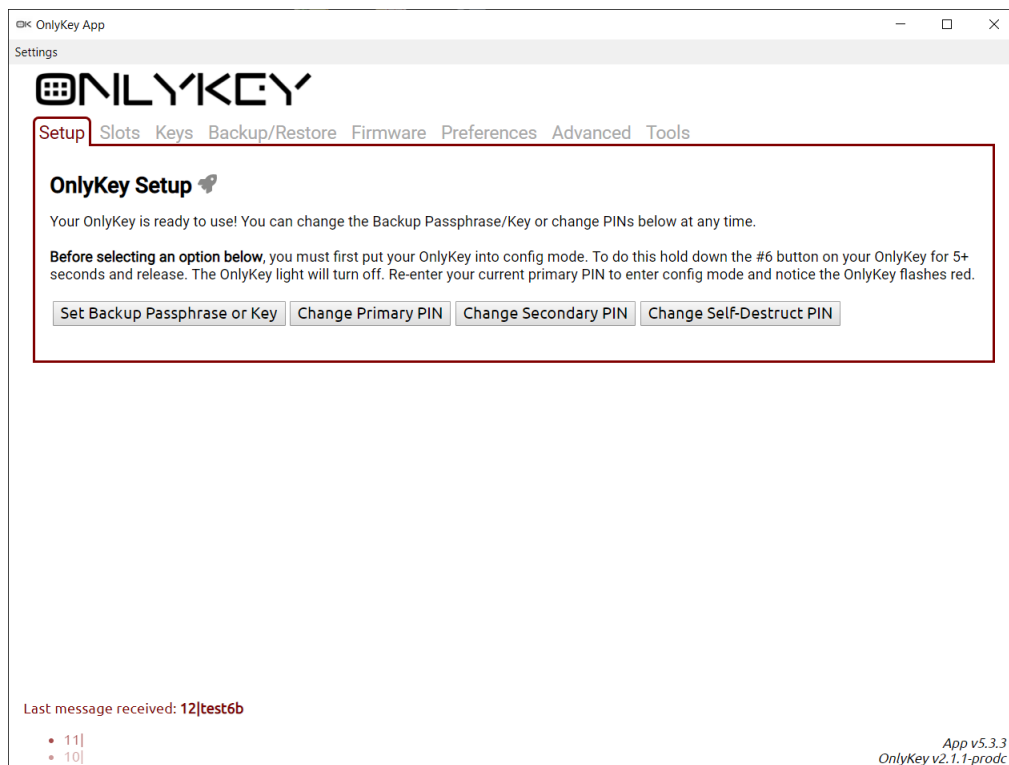 OnlyKey App
Settings
ONLYKEY
Setup Slots Keys Backup/Restore Firmware Preferences Advanced Tools
OnlyKey Setup
Your OnlyKey is ready to use! You can change the Backup Passphrase/Key or change PINs below at any time.
Before selecting an option below, you must first put your OnlyKey into config mode. To do this hold down the #6 button on your OnlyKey for 5+
seconds and release. The OnlyKey light will turn off. Re-enter your current primary PIN to enter config mode and notice the OnlyKey flashes red.
Set Backup Passphrase or Key Change Primary PIN Change Secondary PIN Change Self-Destruct PIN
Last message received: 12|test6b
• 11|
• 10|
App v5.3.3
OnlyKey v2.1.1-prodc